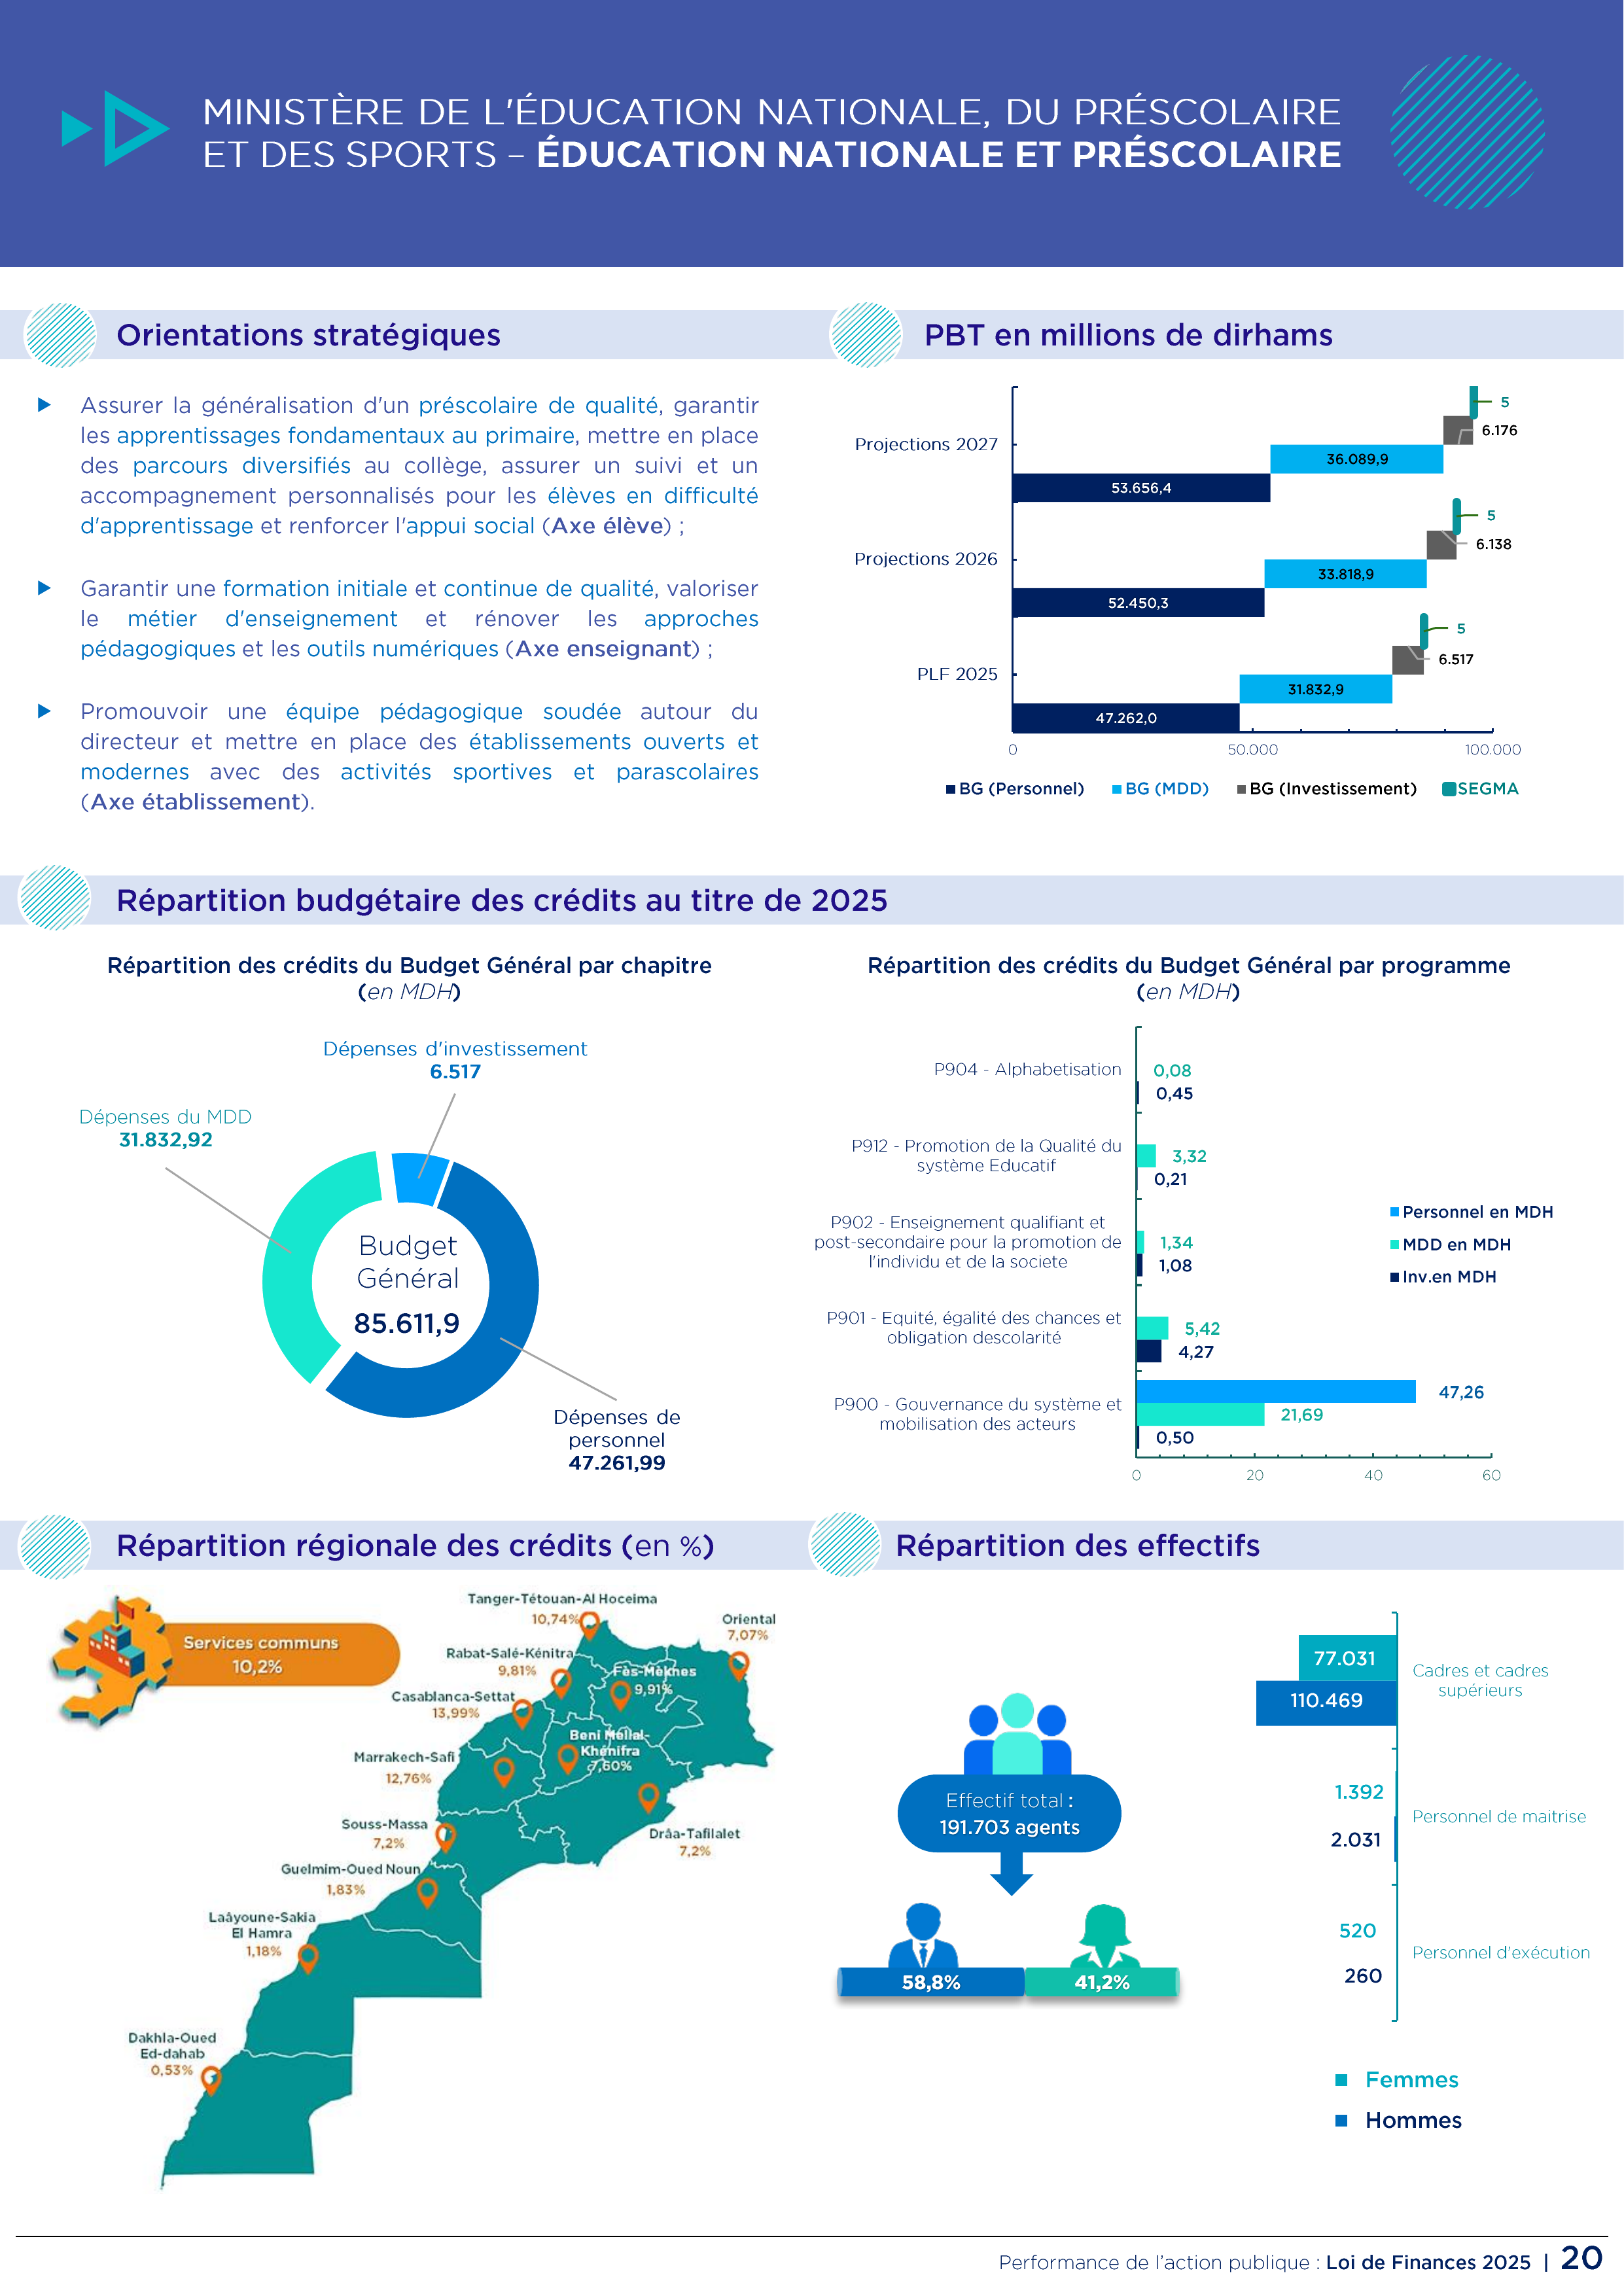 MINISTÈRE DE L'ÉDUCATION NATIONALE, DU PRÉSCOLAIRE
ET DES SPORTS – ÉDUCATION NATIONALE ET PRÉSCOLAIRE
Orientations stratégiques
Assurer la généralisation d'un préscolaire de qualité, garantir
les apprentissages fondamentaux au primaire, mettre en place
des parcours diversifiés au collège, assurer un suivi et un
accompagnement personnalisés pour les élèves en difficulté
d'apprentissage et renforcer l'appui social (Axe élève) ;
Garantir une formation initiale et continue de qualité, valoriser
le métier d'enseignement et rénover les approches
pédagogiques et les outils numériques (Axe enseignant) ;
Promouvoir une équipe pédagogique soudée autour du
directeur et mettre en place des établissements ouverts et
modernes avec des activités sportives et parascolaires
(Axe établissement).
PBT en millions de dirhams
5
6.176
Projections 2027
36.089,9
53.656,4
5
6.138
Projections 2026
33.818,9
52.450,3
5
6.517
PLF 2025
31.832,9
47.262,0
0
50.000
100.000
BG (Personnel)
BG (MDD)
BG (Investissement)
SEGMA
Répartition budgétaire des crédits au titre de 2025
Répartition des crédits du Budget Général par chapitre
(en MDH)
Dépenses d'investissement
6.517
Dépenses du MDD
31.832,92
Budget
Général
85.611,9
Dépenses de
personnel
47.261,99
Répartition des crédits du Budget Général par programme
(en MDH)
P904 - Alphabetisation
0,08
0,45
P912 - Promotion de la Qualité du
système Educatif
3,32
0,21
P902 - Enseignement qualifiant et
post-secondaire pour la promotion de
l'individu et de la societe
1,34
1,08
P901 - Equité, égalité des chances et
obligation descolarité
5,42
4,27
P900 - Gouvernance du système et
mobilisation des acteurs
47,26
21,69
0,50
0
20
40
60
Personnel en MDH
MDD en MDH
Inv.en MDH
Répartition régionale des crédits (en %)
Services communs
10,2%
Tanger-Tétouan-Al Hoceima
10,74%
Oriental
7,07%
Rabat-Salé-Kénitra
9,81%
Fès-Mèknes
9,91%
Casablanca-Settat
13,99%
Beni Mellal-
Khénifra
7,60%
Marrakech-Safi
12,76%
Souss-Massa
7,2%
Drâa-Tafilalet
7,2%
Guelmim-Oued Noun
1,83%
Laâyoune-Sakia
El Hamra
1,18%
Dakhla-Oued
Ed-dahab
0,53%
Répartition des effectifs
Effectif total :
191.703 agents
58,8%
41,2%
77.031
110.469
Cadres et cadres
supérieurs
1.392
2.031
Personnel de maitrise
520
260
Personnel d'exécution
Femmes
Hommes
Performance de l'action publique : Loi de Finances 2025 | 20